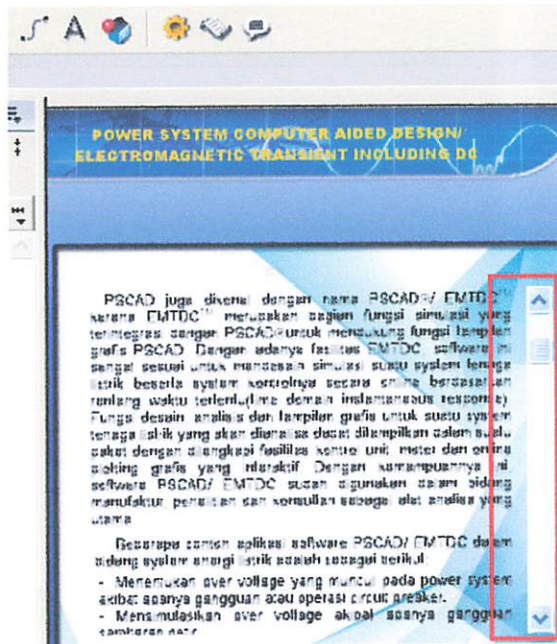 A
POWER SYSTEM COMPUTER AIDED DESIGN/
ELECTROMAGNETIC TRANSIENT INCLUDING DC
PSCAD juga dikenal dengan nama PSCAD®/ EMTDC™
karena EMTDC™ merupakan bagian fungsi simulasi yang
terintegrasi dengan PSCAD® untuk mendukung fungsi tampilan
grafis PSCAD. Dengan adanya fasilitas EMTDC, software ini
sangat sesuai untuk mendesain simulasi suatu system tenaga
listrik beserta system kontrolnya secara online berdasarkan
rentang waktu tertentu(time domain instantaneous response).
Fungsi desain analisis dan tampilan grafis untuk suatu system
tenaga listrik yang akan dianalisa dapat ditampilkan dalam suatu
paket dengan dilengkapi fasilitas kontrol unit, meter dan online
ploting grafis yang interaktif. Dengan kemampuannya ini
software PSCAD/ EMTDC sudah digunakan dalam bidang
manufaktur, penelitian dan konsultan sebagai alat analisa yang
utama
Beberapa contoh aplikasi software PSCAD/ EMTDC dalam
bidang system energi listrik adalah sebagai berikut:
- Menemukan over voltage yang muncul pada power system
akibat adanya gangguan atau operasi circuit breaker.
- Mensimulasikan over voltage akibat adanya gangguan
sambaran petir